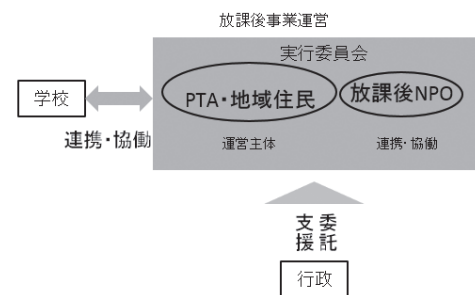 放課後事業運営
実行委員会
学校
PTA・地域住民
放課後NPO
連携・協働
運営主体
連携・協働
支援
委託
行政